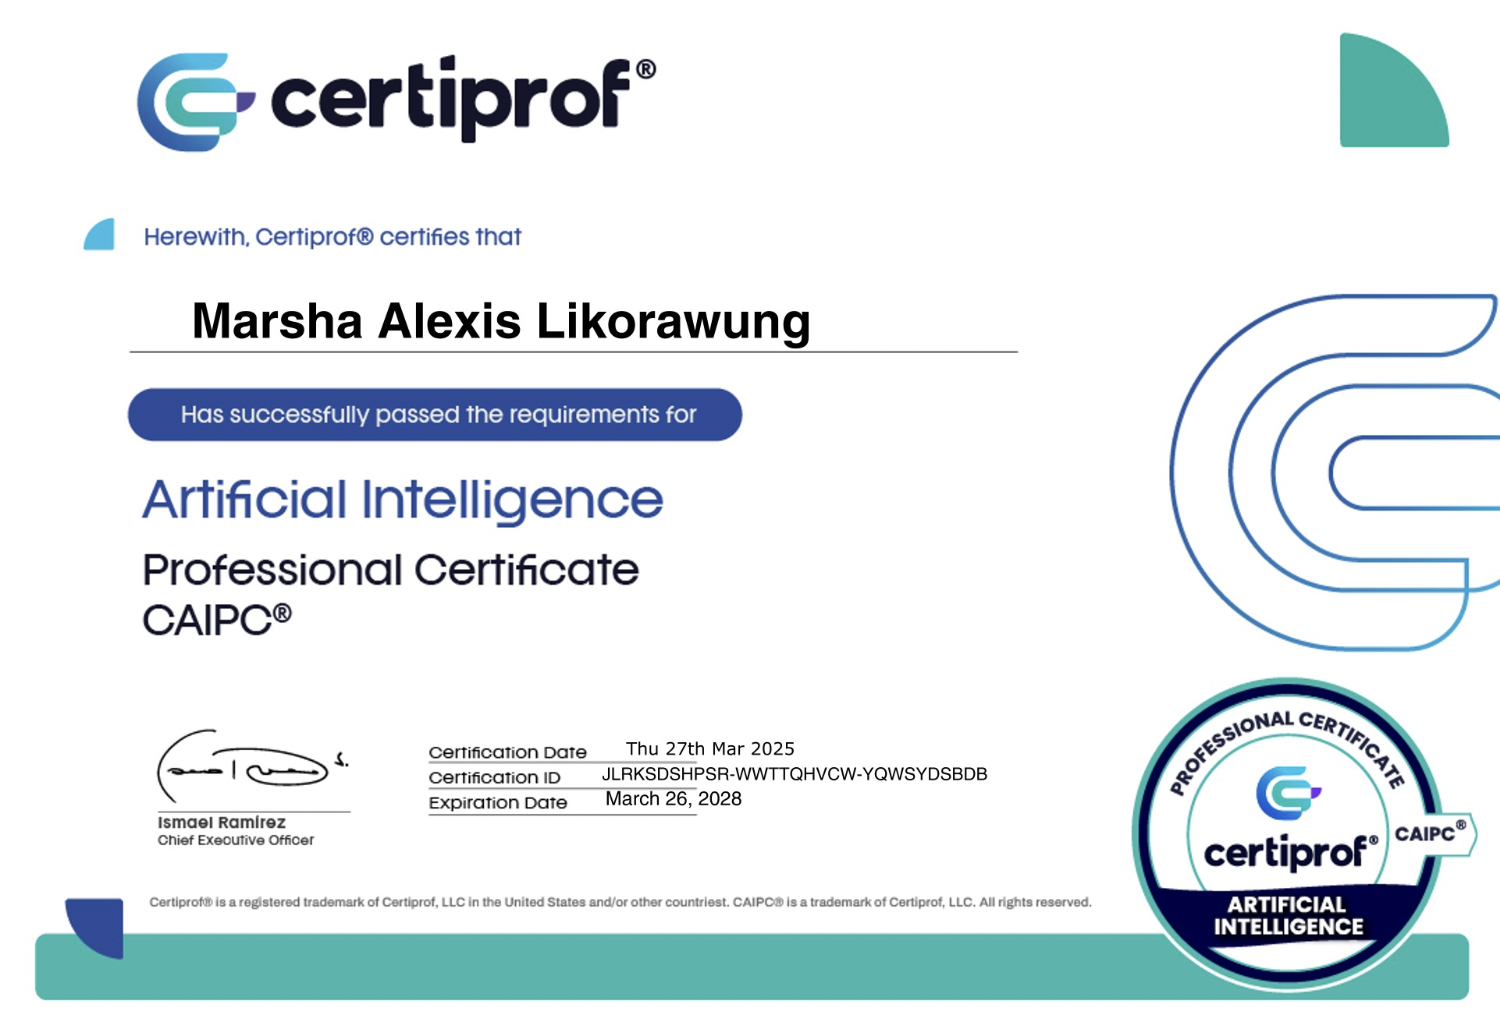 certiprof®
Herewith, Certiprof® certifies that
Marsha Alexis Likorawung
Has successfully passed the requirements for
Artificial Intelligence
Professional Certificate
CAIPC®
Certification Date Thu 27th Mar 2025
Certification ID JLRKSDSHPSR-WWTTQHVCW-YQWSYDSBDB
Expiration Date March 26, 2028
Ismael Ramírez
Chief Executive Officer
PROFESSIONAL CERTIFICATE
certiprof®
CAIPC®
ARTIFICIAL
INTELLIGENCE
Certiprof® is a registered trademark of Certiprof, LLC in the United States and/or other countriest. CAIPC® is a trademark of Certiprof, LLC. All rights reserved.